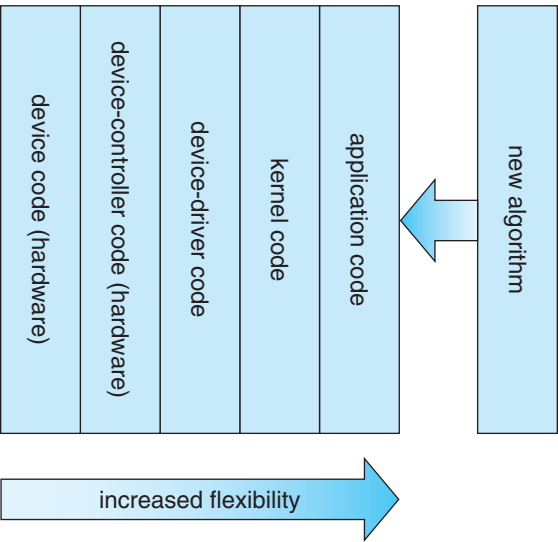 device code (hardware)
device-controller code (hardware)
device-driver code
kernel code
application code
new algorithm
increased flexibility